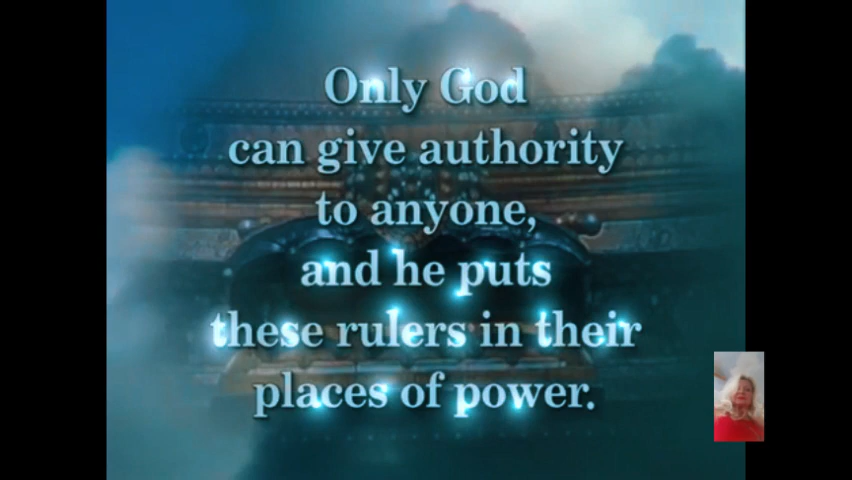 Only God
can give authority
to anyone,
and he puts
these rulers in their
places of power.